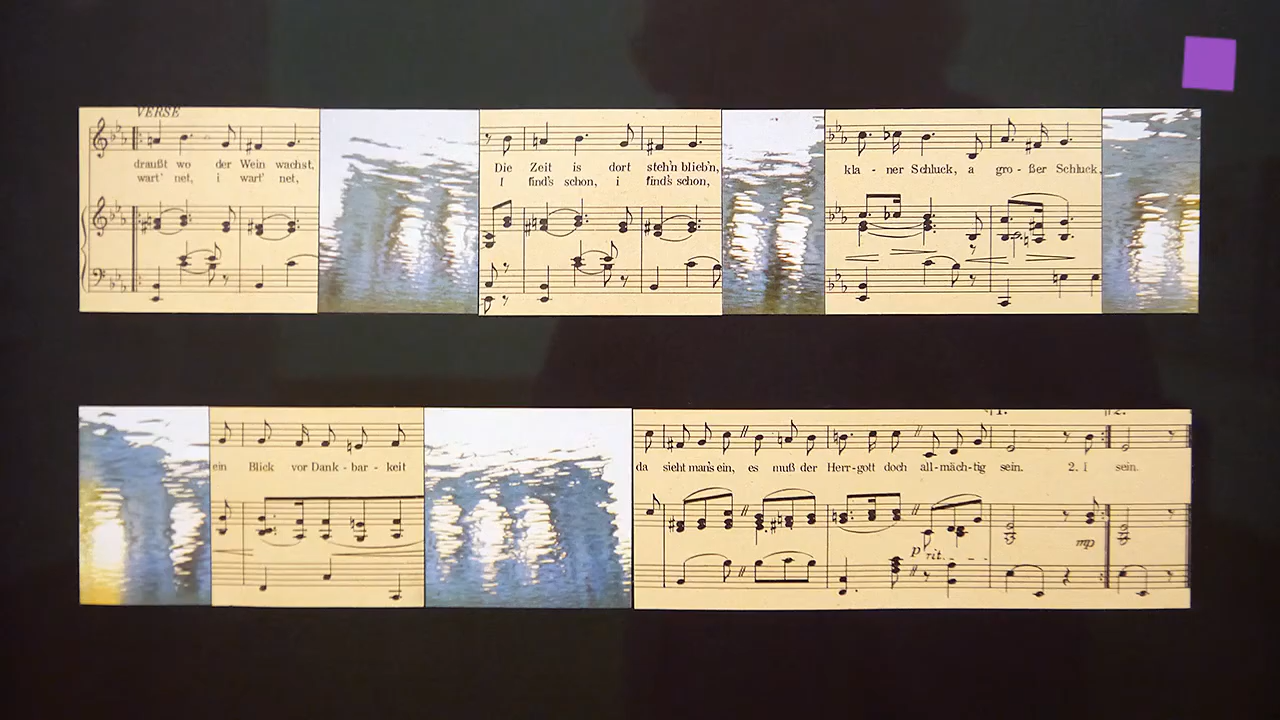 VERSE
draußt wo der Wein wachst,
wart' net, i wart' net,
Die Zeit is dort steh'n blieb'n,
I find's schon, i find's schon,
kla - ner Schluck, a gro - ßer Schluck,
ein Blick vor Dank - bar - keit
1. 2.
da sieht man's ein, es muß der Herr-gott doch all-mäch-tig sein. 2. I sein.
mp
p rit.